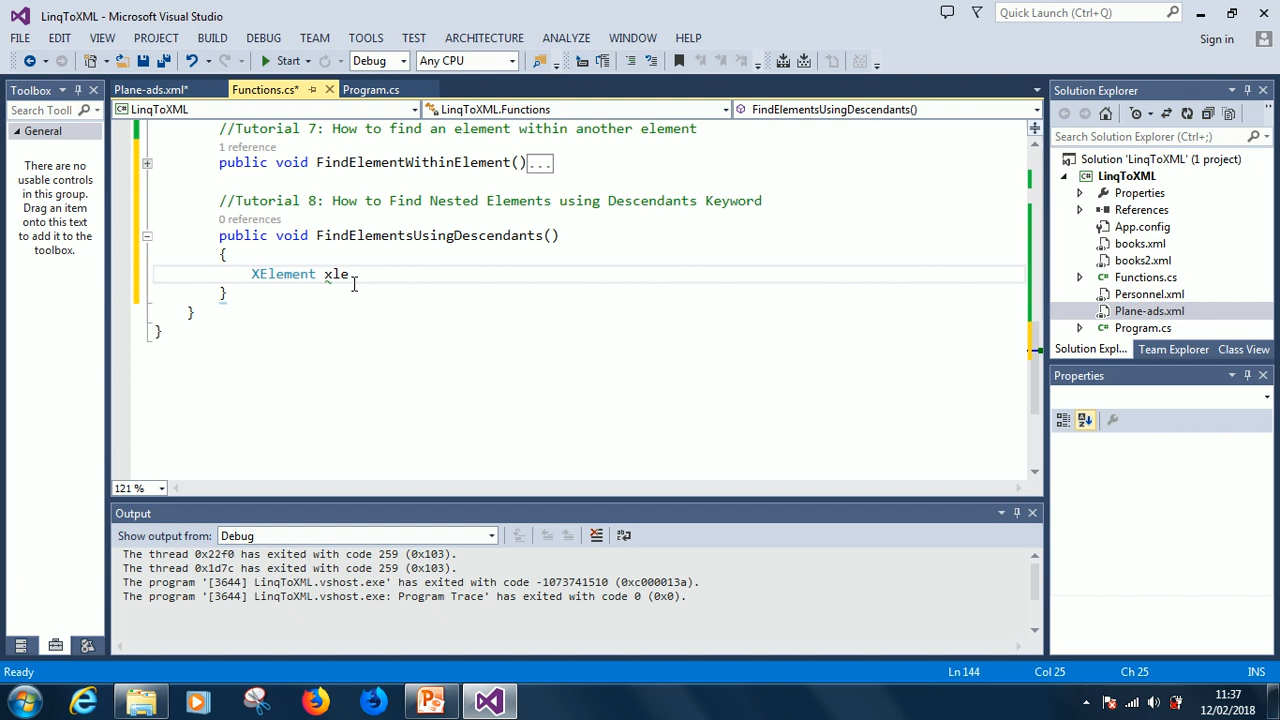 LinqToXML - Microsoft Visual Studio
Quick Launch (Ctrl+Q)
FILE EDIT VIEW PROJECT BUILD DEBUG TEAM TOOLS TEST ARCHITECTURE ANALYZE WINDOW HELP
Sign in
Start Debug Any CPU
Toolbox
Search Tooll
General
There are no
usable controls
in this group.
Drag an item
onto this text
to add it to the
toolbox.
Plane-ads.xml* Functions.cs* Program.cs
LinqToXML LinqToXML.Functions FindElementsUsingDescendants()
//Tutorial 7: How to find an element within another element
1 reference
public void FindElementWithinElement()...
//Tutorial 8: How to Find Nested Elements using Descendants Keyword
0 references
public void FindElementsUsingDescendants()
{
XElement xle
}
}
}
121 %
Solution Explorer
Search Solution Explorer (Ctrl+;)
Solution 'LinqToXML' (1 project)
LinqToXML
Properties
References
App.config
books.xml
books2.xml
Functions.cs
Personnel.xml
Plane-ads.xml
Program.cs
Solution Expl... Team Explorer Class View
Properties
Output
Show output from: Debug
The thread 0x22f0 has exited with code 259 (0x103).
The thread 0x1d7c has exited with code 259 (0x103).
The program '[3644] LinqToXML.vshost.exe' has exited with code -1073741510 (0xc000013a).
The program '[3644] LinqToXML.vshost.exe: Program Trace' has exited with code 0 (0x0).
Ready Ln 144 Col 25 Ch 25 INS
11:37
12/02/2018